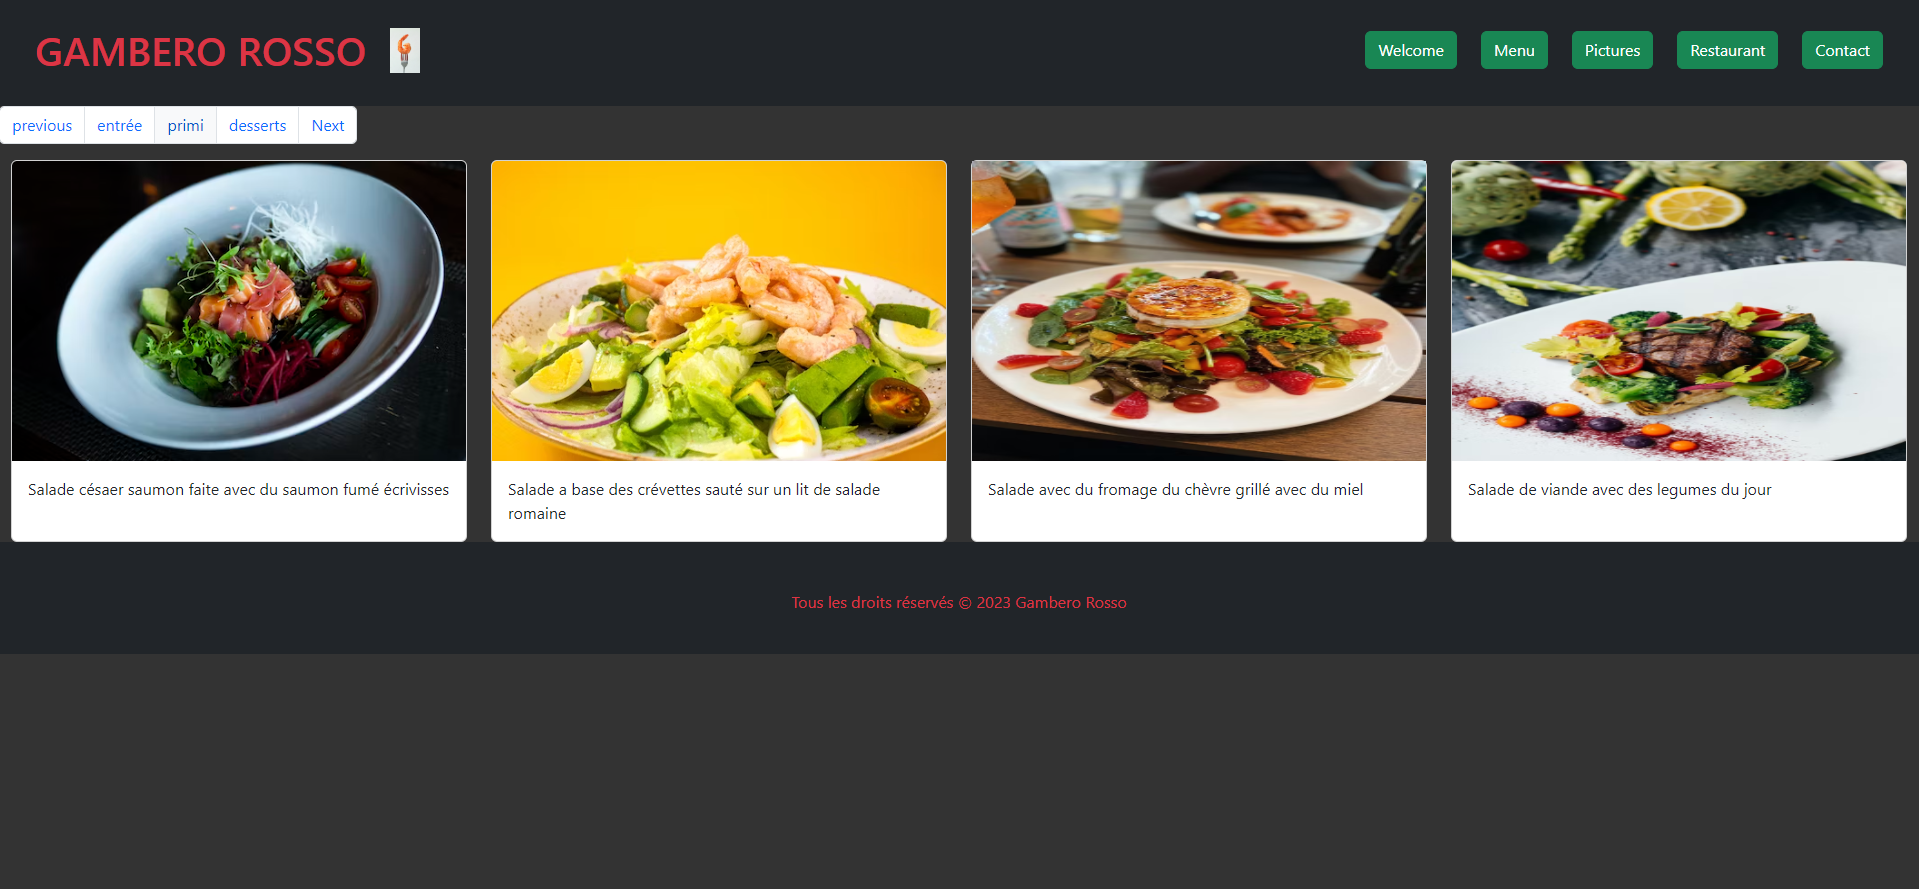 GAMBERO ROSSO
Welcome
Menu
Pictures
Restaurant
Contact
previous
entrée
primi
desserts
Next
Salade césaer saumon faite avec du saumon fumé écrivisses
Salade a base des crévettes sauté sur un lit de salade
romaine
Salade avec du fromage du chèvre grillé avec du miel
Salade de viande avec des legumes du jour
Tous les droits réservés © 2023 Gambero Rosso